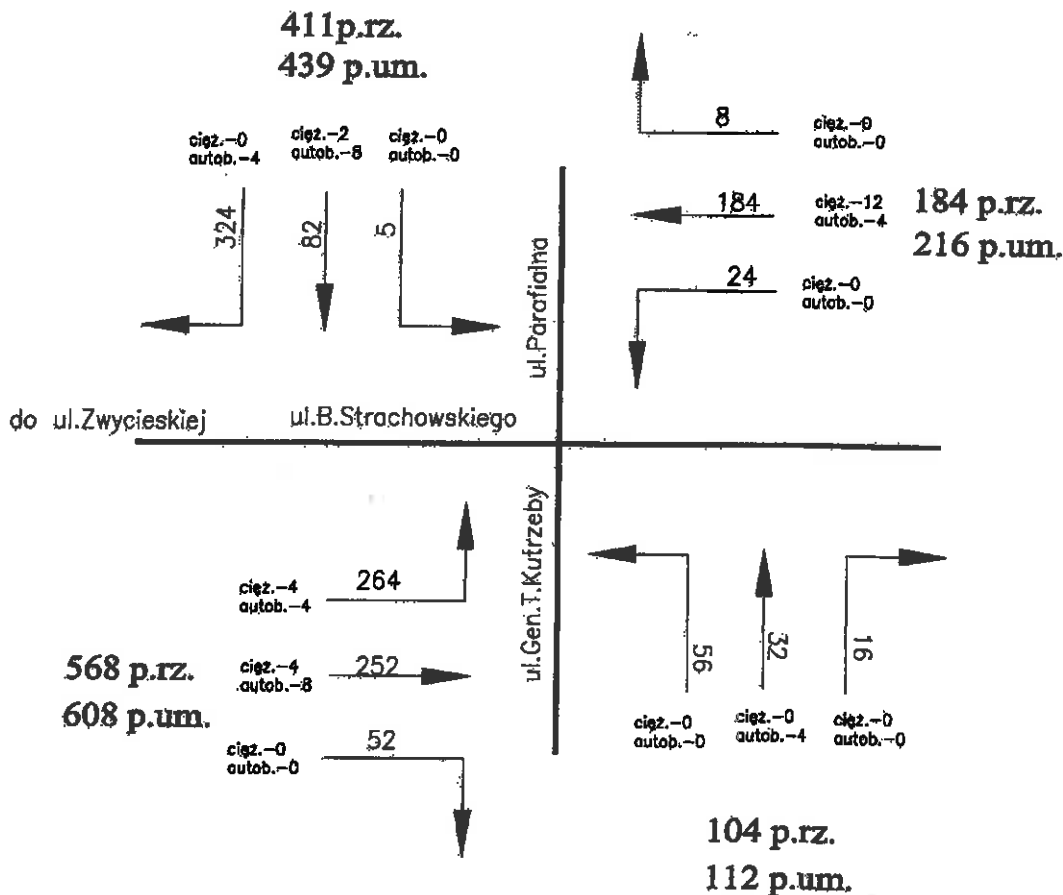 411p.rz.
439 p.um.
cięż.-0
autob.-4
cięż.-2
autob.-8
cięż.-0
autob.-0
324
82
5
8
cięż.-0
autob.-0
184
cięż.-12
autob.-4
184 p.rz.
216 p.um.
24
cięż.-0
autob.-0
ul.Parafialna
do ul.Zwycieskiej
ul.B.Strachowskiego
ul.Gen.T.Kutrzeby
cięż.-4
autob.-4
264
568 p.rz.
608 p.um.
cięż.-4
autob.-8
252
cięż.-0
autob.-0
52
56
32
16
cięż.-0
autob.-0
cięż.-0
autob.-4
cięż.-0
autob.-0
104 p.rz.
112 p.um.